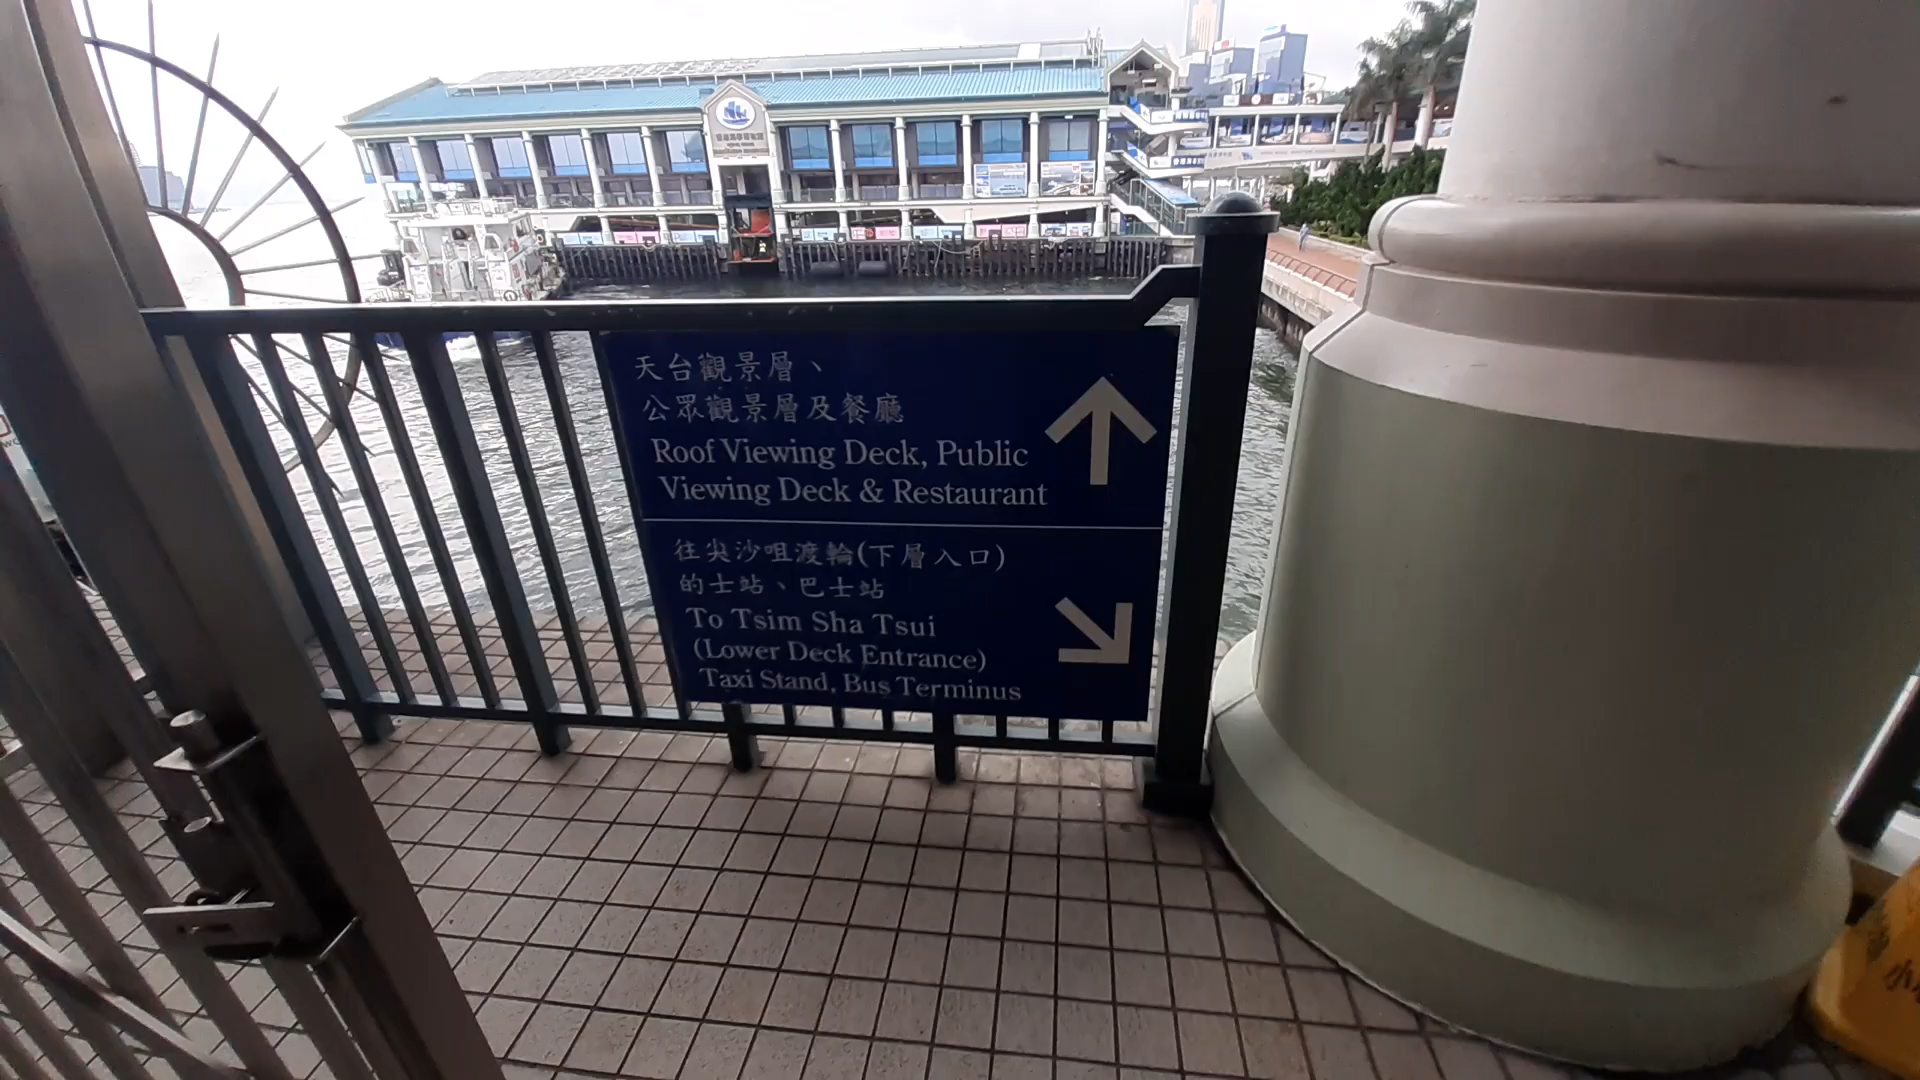 天台觀景層、
公眾觀景層及餐廳
Roof Viewing Deck, Public
Viewing Deck & Restaurant
往尖沙咀渡輪(下層入口)
的士站、巴士站
To Tsim Sha Tsui
(Lower Deck Entrance)
Taxi Stand, Bus Terminus